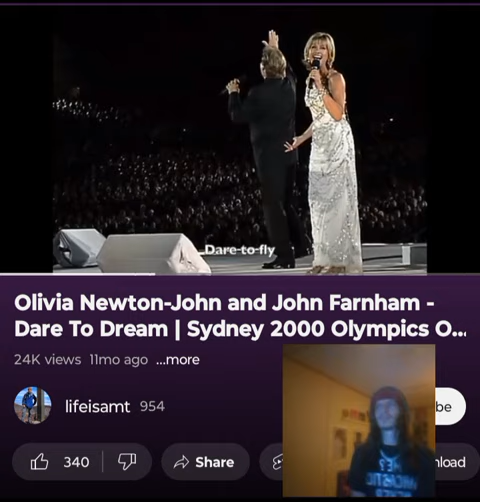 Dare-to-fly
Olivia Newton-John and John Farnham -
Dare To Dream | Sydney 2000 Olympics O...
24K views 11mo ago ...more
lifeisamt 954
be
340
Share
nload